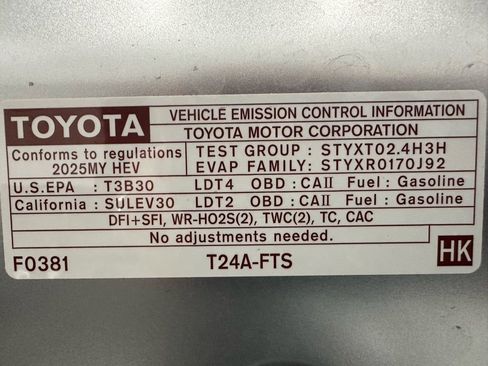 TOYOTA
VEHICLE EMISSION CONTROL INFORMATION
TOYOTA MOTOR CORPORATION
Conforms to regulations
2025MY HEV
TEST GROUP : STYXT02.4H3H
EVAP FAMILY: STYXR0170J92
U.S.EPA : T3B30 LDT4 OBD : CAII Fuel : Gasoline
California : SULEV30 LDT2 OBD : CAII Fuel : Gasoline
DFI+SFI, WR-HO2S(2), TWC(2), TC, CAC
No adjustments needed.
F0381 T24A-FTS HK